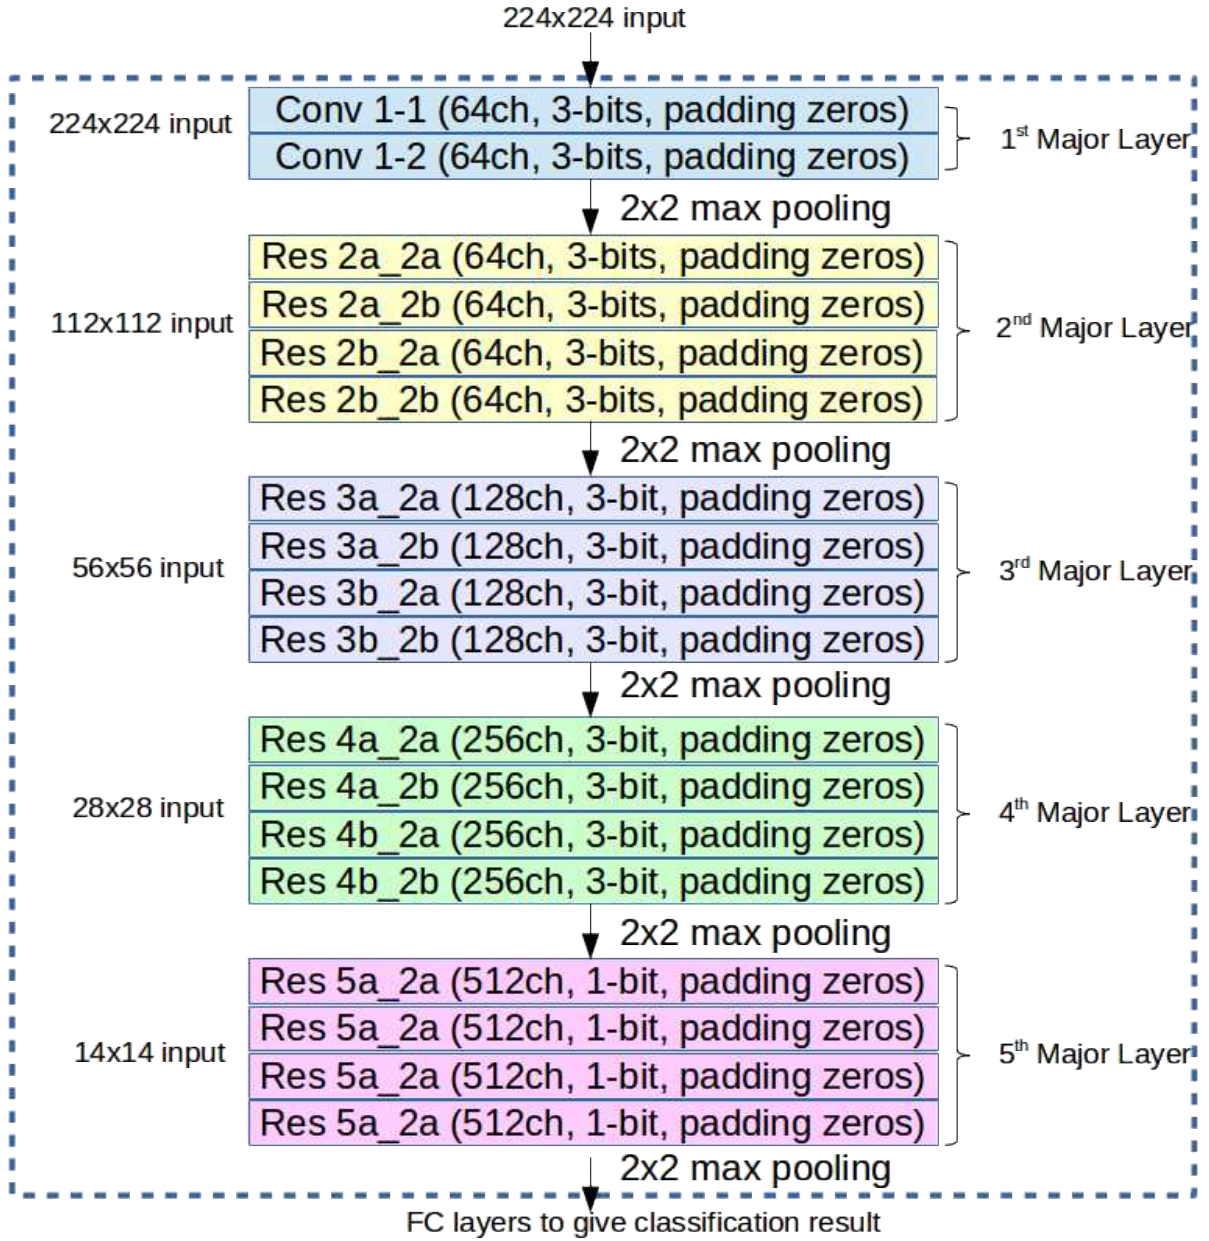 224x224 input
224x224 input
Conv 1-1 (64ch, 3-bits, padding zeros)
Conv 1-2 (64ch, 3-bits, padding zeros)
1st Major Layer
2x2 max pooling
112x112 input
Res 2a_2a (64ch, 3-bits, padding zeros)
Res 2a_2b (64ch, 3-bits, padding zeros)
Res 2b_2a (64ch, 3-bits, padding zeros)
Res 2b_2b (64ch, 3-bits, padding zeros)
2nd Major Layer
2x2 max pooling
56x56 input
Res 3a_2a (128ch, 3-bit, padding zeros)
Res 3a_2b (128ch, 3-bit, padding zeros)
Res 3b_2a (128ch, 3-bit, padding zeros)
Res 3b_2b (128ch, 3-bit, padding zeros)
3rd Major Layer
2x2 max pooling
28x28 input
Res 4a_2a (256ch, 3-bit, padding zeros)
Res 4a_2b (256ch, 3-bit, padding zeros)
Res 4b_2a (256ch, 3-bit, padding zeros)
Res 4b_2b (256ch, 3-bit, padding zeros)
4th Major Layer
2x2 max pooling
14x14 input
Res 5a_2a (512ch, 1-bit, padding zeros)
Res 5a_2a (512ch, 1-bit, padding zeros)
Res 5a_2a (512ch, 1-bit, padding zeros)
Res 5a_2a (512ch, 1-bit, padding zeros)
5th Major Layer
2x2 max pooling
FC layers to give classification result